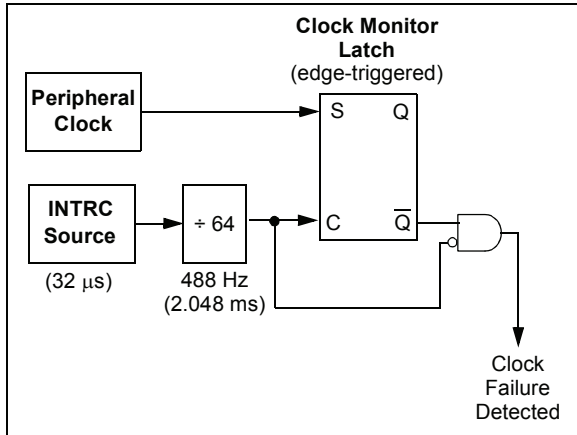 Clock Monitor
Latch
(edge-triggered)
Peripheral
Clock
S Q
INTRC
Source
÷ 64
C Q̅
(32 μs)
488 Hz
(2.048 ms)
Clock
Failure
Detected